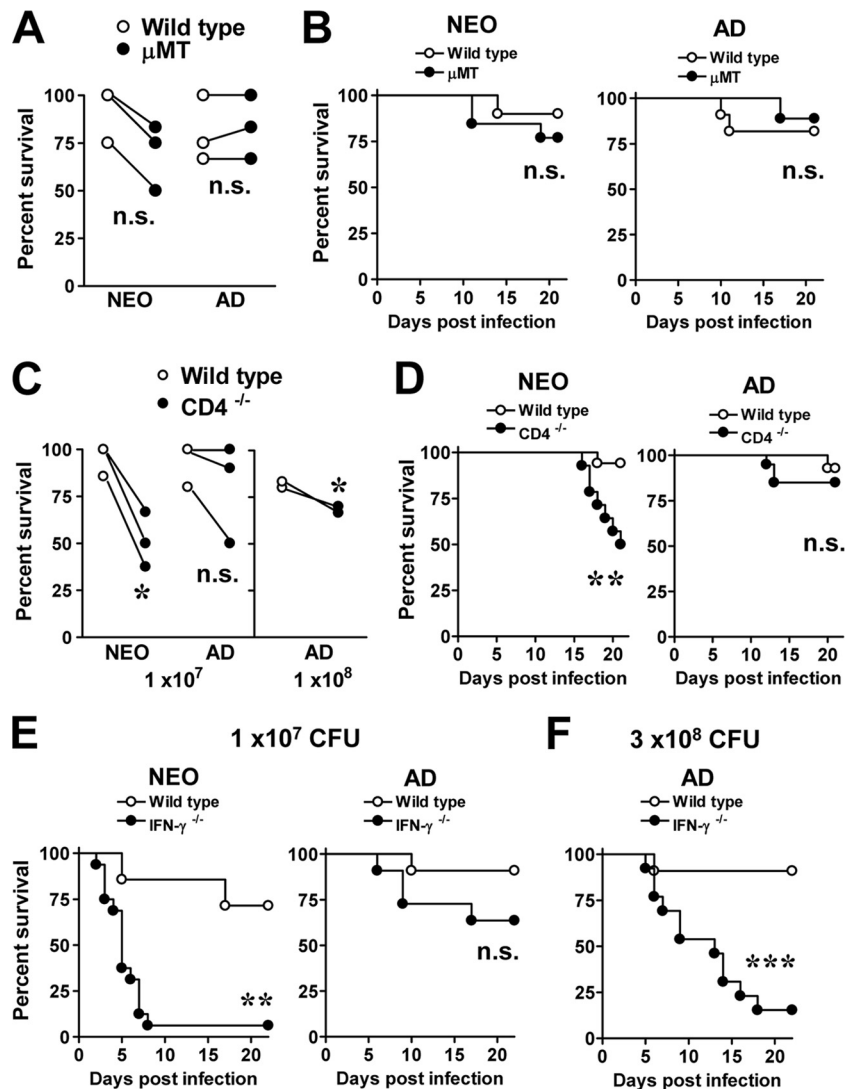 A
Wild type
μMT
Percent survival
100
75
50
25
0
n.s.
n.s.
NEO
AD
B
NEO
Wild type
μMT
Percent survival
100
75
50
25
0
n.s.
0 5 10 15 20
Days post infection
AD
Wild type
μMT
100
75
50
25
0
n.s.
0 5 10 15 20
Days post infection
C
Wild type
CD4 -/-
Percent survival
100
75
50
25
0
*
n.s.
*
NEO AD AD
1 x10⁷ 1 x10⁸
D
NEO
Wild type
CD4 -/-
Percent survival
100
75
50
25
0
**
0 5 10 15 20
Days post infection
AD
Wild type
CD4 -/-
100
75
50
25
0
n.s.
0 5 10 15 20
Days post infection
E
1 x10⁷ CFU
NEO
Wild type
IFN-γ -/-
Percent survival
100
75
50
25
0
**
0 5 10 15 20
Days post infection
AD
Wild type
IFN-γ -/-
100
75
50
25
0
n.s.
0 5 10 15 20
Days post infection
F
3 x10⁸ CFU
AD
Wild type
IFN-γ -/-
100
75
50
25
0
***
0 5 10 15 20
Days post infection